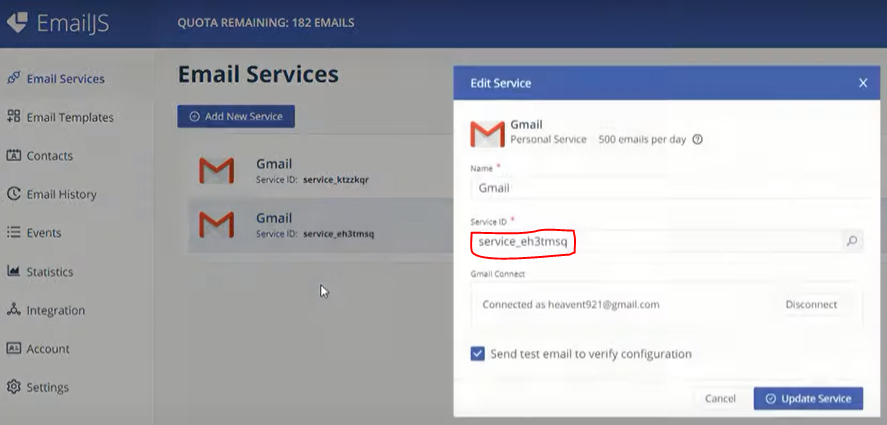 EmailJS
QUOTA REMAINING: 182 EMAILS
Email Services
Email Templates
Contacts
Email History
Events
Statistics
Integration
Account
Settings
Email Services
Add New Service
Gmail
Service ID: service_ktzzkqr
Gmail
Service ID: service_eh3tmsq
Edit Service
Gmail
Personal Service 500 emails per day
Name *
Gmail
Service ID *
service_eh3tmsq
Gmail Connect
Connected as heavent921@gmail.com Disconnect
Send test email to verify configuration
Cancel Update Service